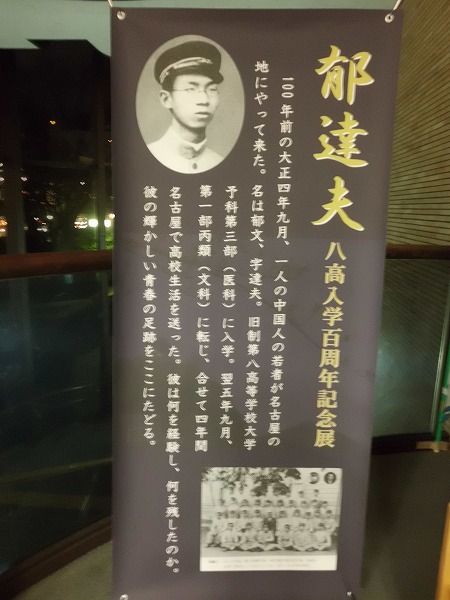 郁達夫 八高入学百周年記念展
一〇〇年前の大正四年九月、一人の中国人の若者が名古屋の
地にやって来た。名は郁文、字達夫。旧制第八高等学校大学
予科第三部（医科）に入学。翌五年九月、
第一部丙類（文科）に転じ、合せて四年間
名古屋で高校生活を送った。彼は何を経験し、何を残したのか。
彼の輝かしい青春の足跡をここにたどる。